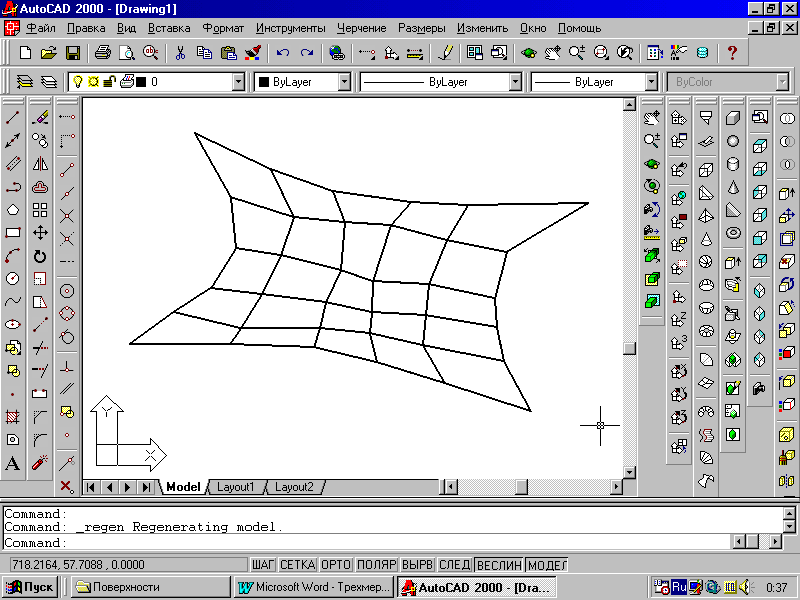 AutoCAD 2000 - [Drawing1]
Файл Правка Вид Вставка Формат Инструменты Черчение Размеры Изменить Окно Помощь
0 ByLayer ByLayer ByLayer ByColor
Y
X
A
Model Layout1 Layout2
Command:
Command: _regen Regenerating model.
Command:
718.2164, 57.7088 , 0.0000 ШАГ СЕТКА ОРТО ПОЛЯР ВЫРВ СЛЕД ВЕСЛИН МОДЕЛ
Пуск Поверхности Microsoft Word - Трехмер... AutoCAD 2000 - [Dra... Ru 0:37